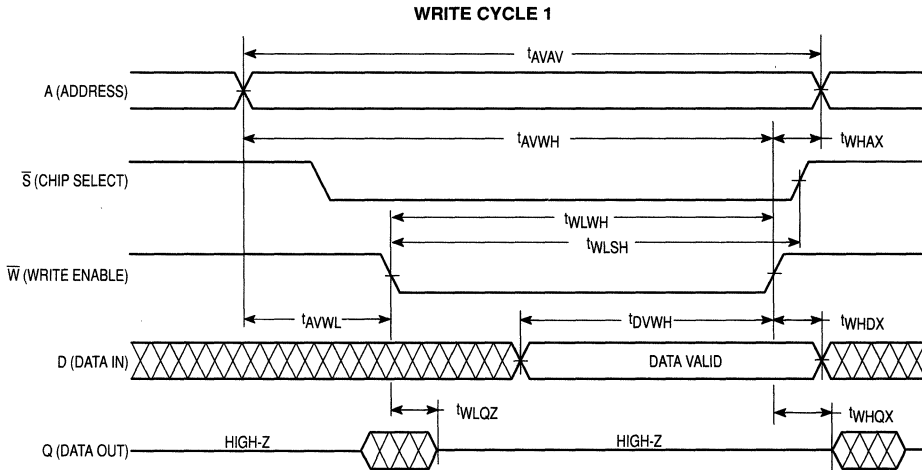 WRITE CYCLE 1
tAVAV
A (ADDRESS)
tAVWH
tWHAX
S̅ (CHIP SELECT)
tWLWH
tWLSH
W̅ (WRITE ENABLE)
tAVWL
tDVWH
tWHDX
D (DATA IN)
DATA VALID
tWLQZ
tWHQX
Q (DATA OUT)
HIGH-Z
HIGH-Z